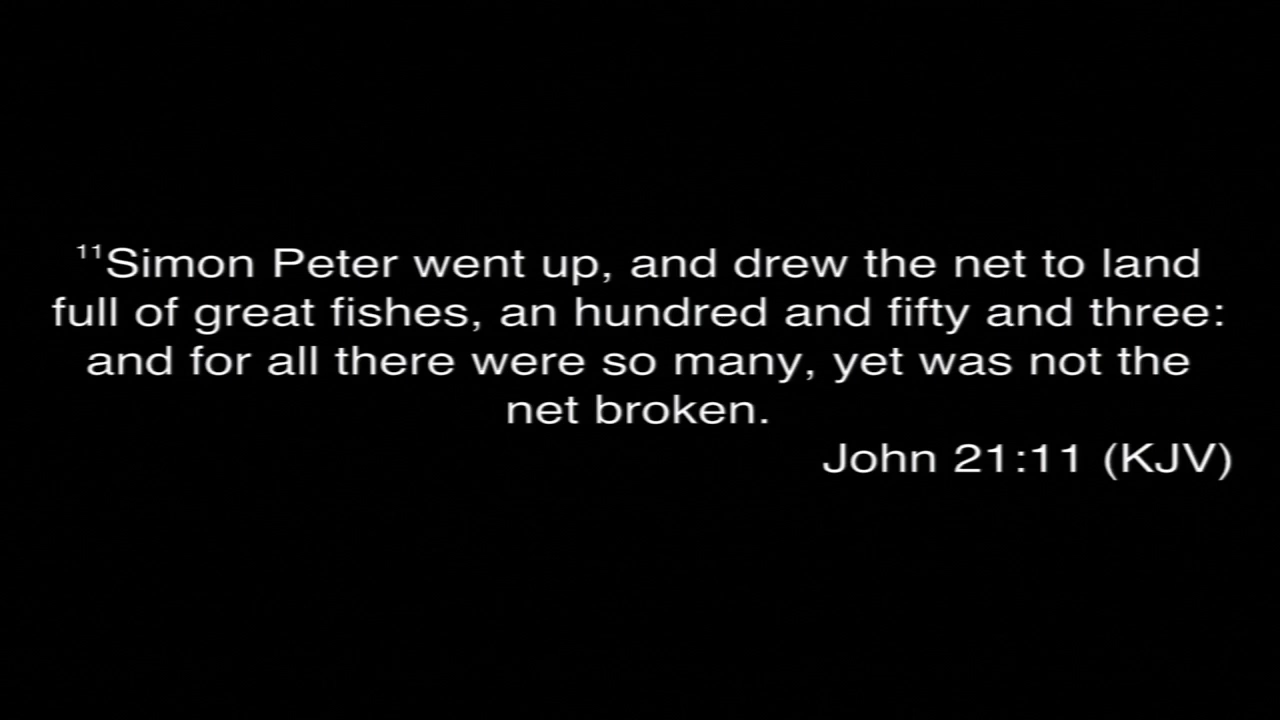 ¹¹Simon Peter went up, and drew the net to land
full of great fishes, an hundred and fifty and three:
and for all there were so many, yet was not the
net broken.
John 21:11 (KJV)